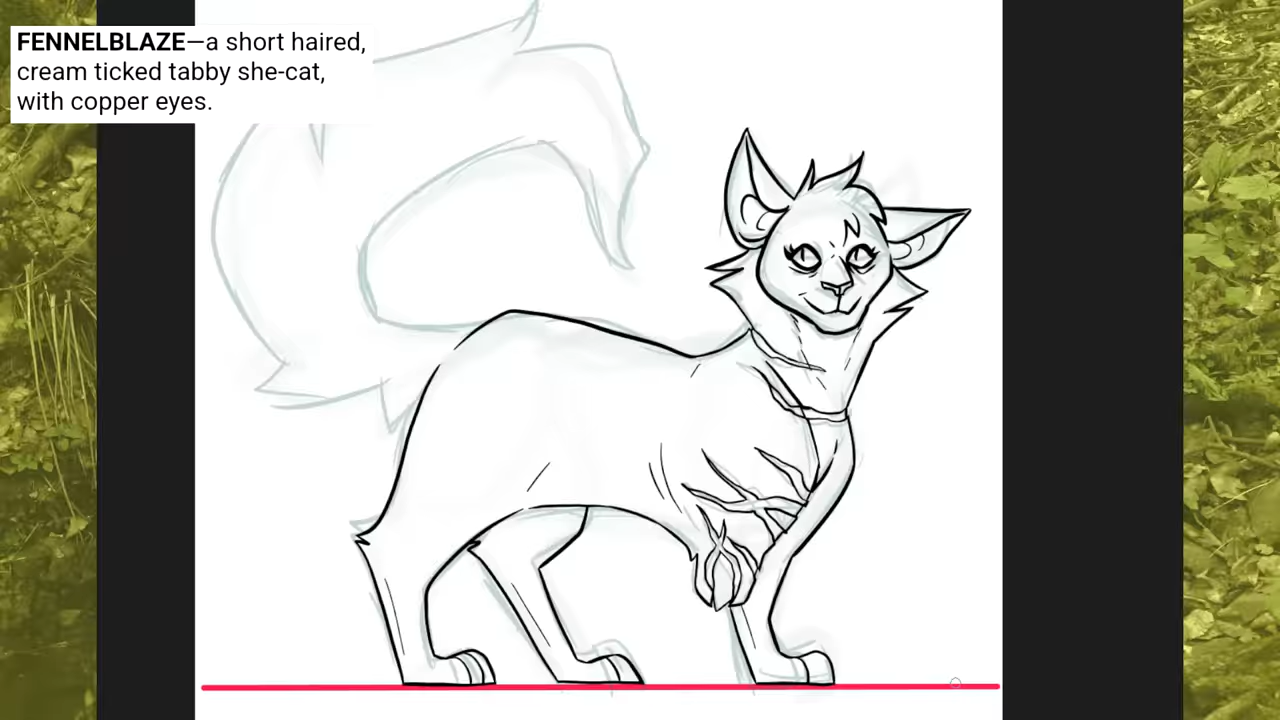 FENNELBLAZE—a short haired,
cream ticked tabby she-cat,
with copper eyes.